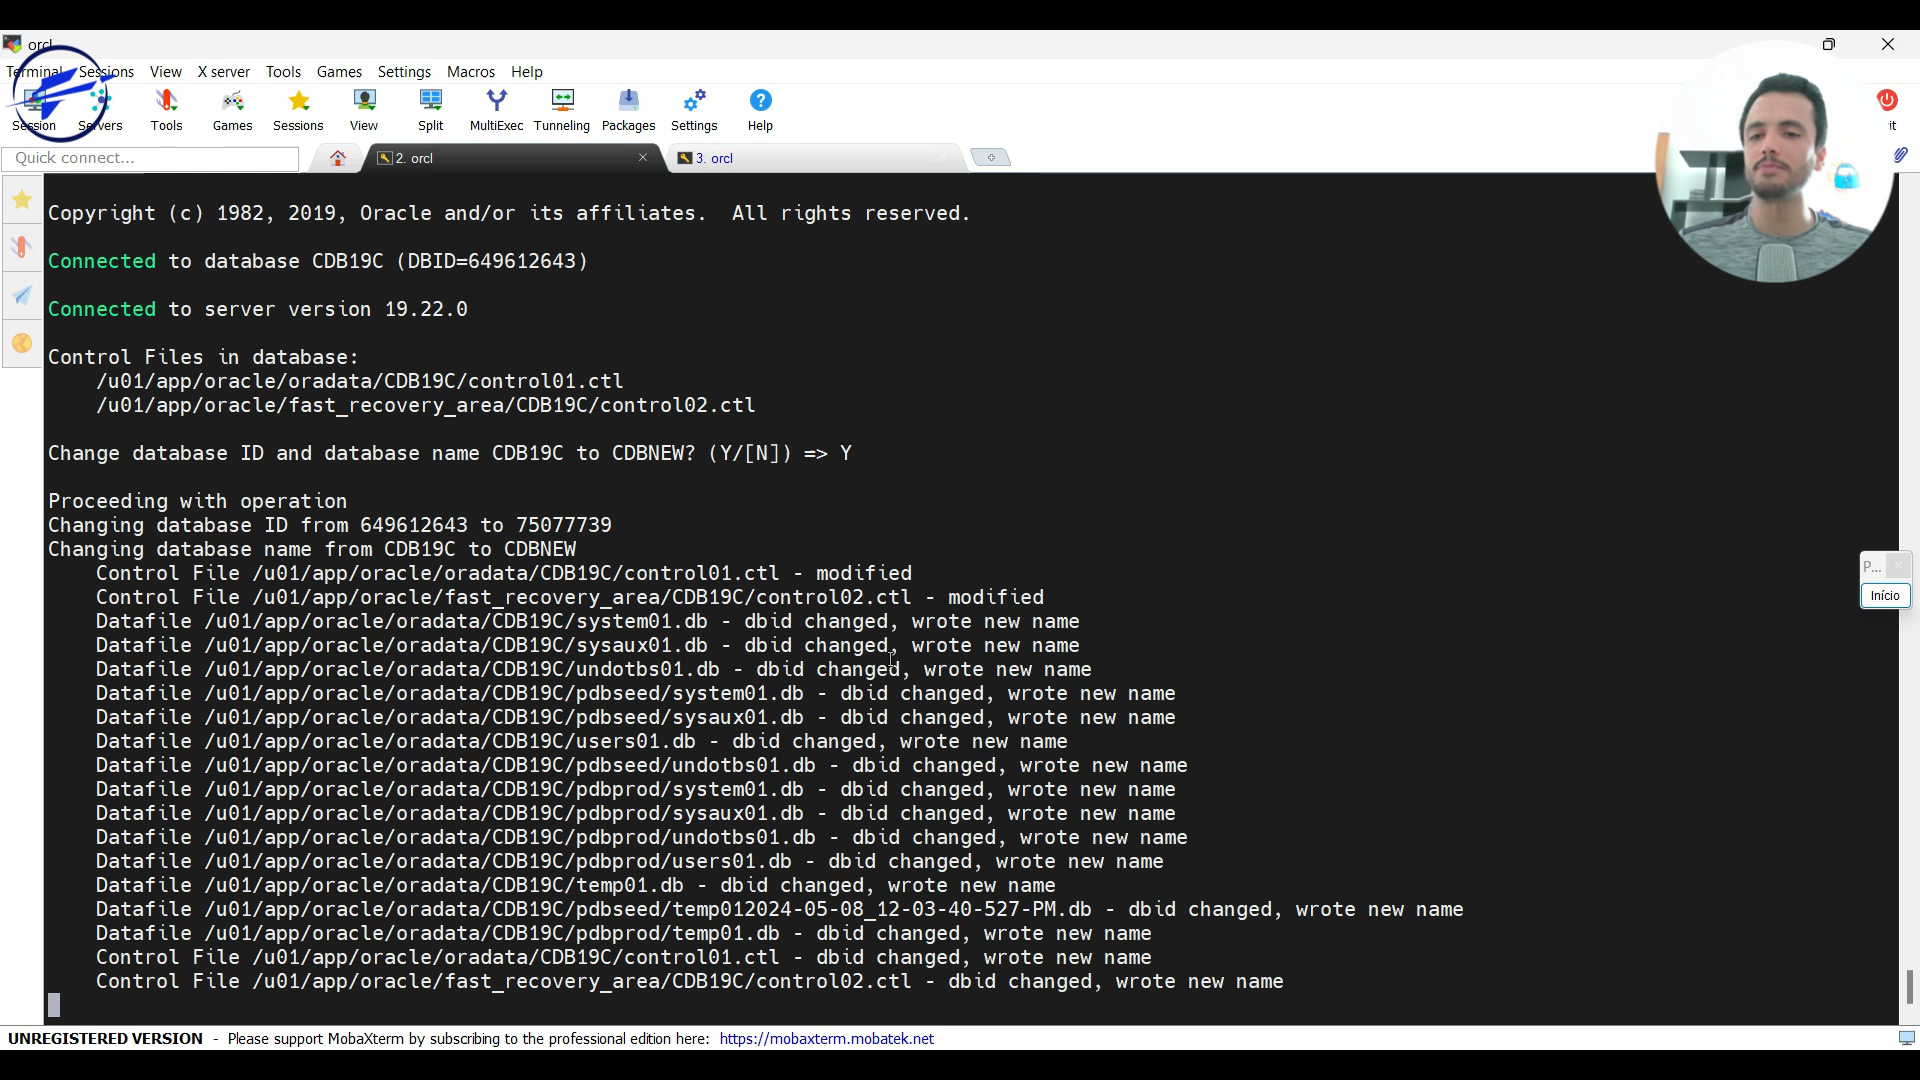 orcl
Terminal Sessions View X server Tools Games Settings Macros Help
Session Servers Tools Games Sessions View Split MultiExec Tunneling Packages Settings Help
Quick connect...
2. orcl
3. orcl
Copyright (c) 1982, 2019, Oracle and/or its affiliates.  All rights reserved.
Connected to database CDB19C (DBID=649612643)
Connected to server version 19.22.0
Control Files in database:
/u01/app/oracle/oradata/CDB19C/control01.ctl
/u01/app/oracle/fast_recovery_area/CDB19C/control02.ctl
Change database ID and database name CDB19C to CDBNEW? (Y/[N]) => Y
Proceeding with operation
Changing database ID from 649612643 to 75077739
Changing database name from CDB19C to CDBNEW
Control File /u01/app/oracle/oradata/CDB19C/control01.ctl - modified
Control File /u01/app/oracle/fast_recovery_area/CDB19C/control02.ctl - modified
Datafile /u01/app/oracle/oradata/CDB19C/system01.db - dbid changed, wrote new name
Datafile /u01/app/oracle/oradata/CDB19C/sysaux01.db - dbid changed, wrote new name
Datafile /u01/app/oracle/oradata/CDB19C/undotbs01.db - dbid changed, wrote new name
Datafile /u01/app/oracle/oradata/CDB19C/pdbseed/system01.db - dbid changed, wrote new name
Datafile /u01/app/oracle/oradata/CDB19C/pdbseed/sysaux01.db - dbid changed, wrote new name
Datafile /u01/app/oracle/oradata/CDB19C/users01.db - dbid changed, wrote new name
Datafile /u01/app/oracle/oradata/CDB19C/pdbseed/undotbs01.db - dbid changed, wrote new name
Datafile /u01/app/oracle/oradata/CDB19C/pdbprod/system01.db - dbid changed, wrote new name
Datafile /u01/app/oracle/oradata/CDB19C/pdbprod/sysaux01.db - dbid changed, wrote new name
Datafile /u01/app/oracle/oradata/CDB19C/pdbprod/undotbs01.db - dbid changed, wrote new name
Datafile /u01/app/oracle/oradata/CDB19C/pdbprod/users01.db - dbid changed, wrote new name
Datafile /u01/app/oracle/oradata/CDB19C/temp01.db - dbid changed, wrote new name
Datafile /u01/app/oracle/oradata/CDB19C/pdbseed/temp012024-05-08_12-03-40-527-PM.db - dbid changed, wrote new name
Datafile /u01/app/oracle/oradata/CDB19C/pdbprod/temp01.db - dbid changed, wrote new name
Control File /u01/app/oracle/oradata/CDB19C/control01.ctl - dbid changed, wrote new name
Control File /u01/app/oracle/fast_recovery_area/CDB19C/control02.ctl - dbid changed, wrote new name
P...
Início
UNREGISTERED VERSION - Please support MobaXterm by subscribing to the professional edition here: https://mobaxterm.mobatek.net